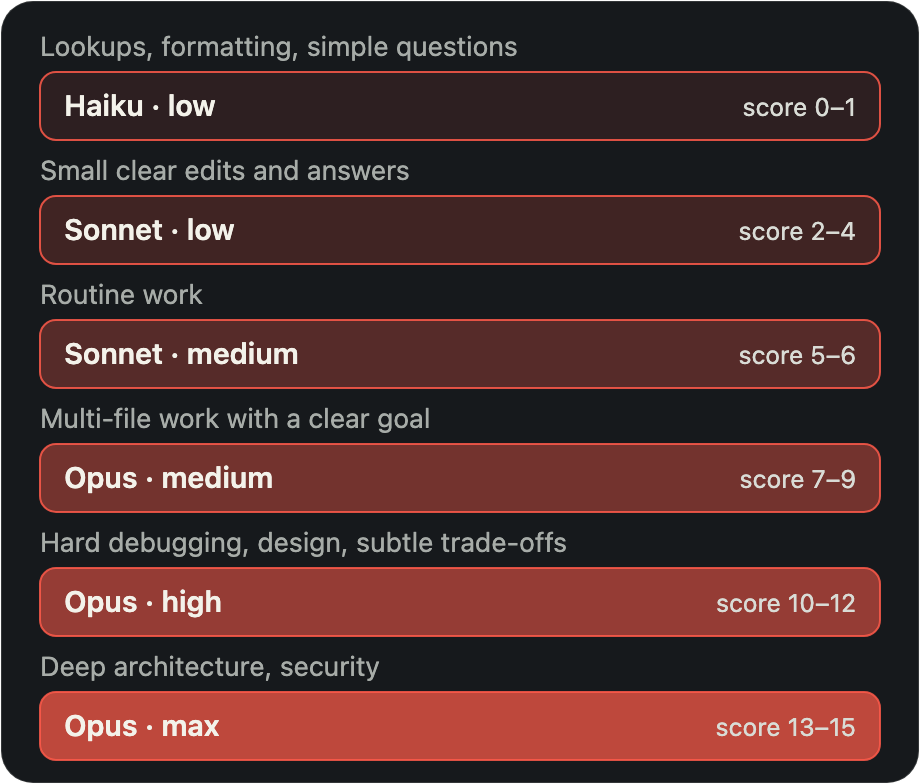 Lookups, formatting, simple questions
Haiku · low score 0–1
Small clear edits and answers
Sonnet · low score 2–4
Routine work
Sonnet · medium score 5–6
Multi-file work with a clear goal
Opus · medium score 7–9
Hard debugging, design, subtle trade-offs
Opus · high score 10–12
Deep architecture, security
Opus · max score 13–15